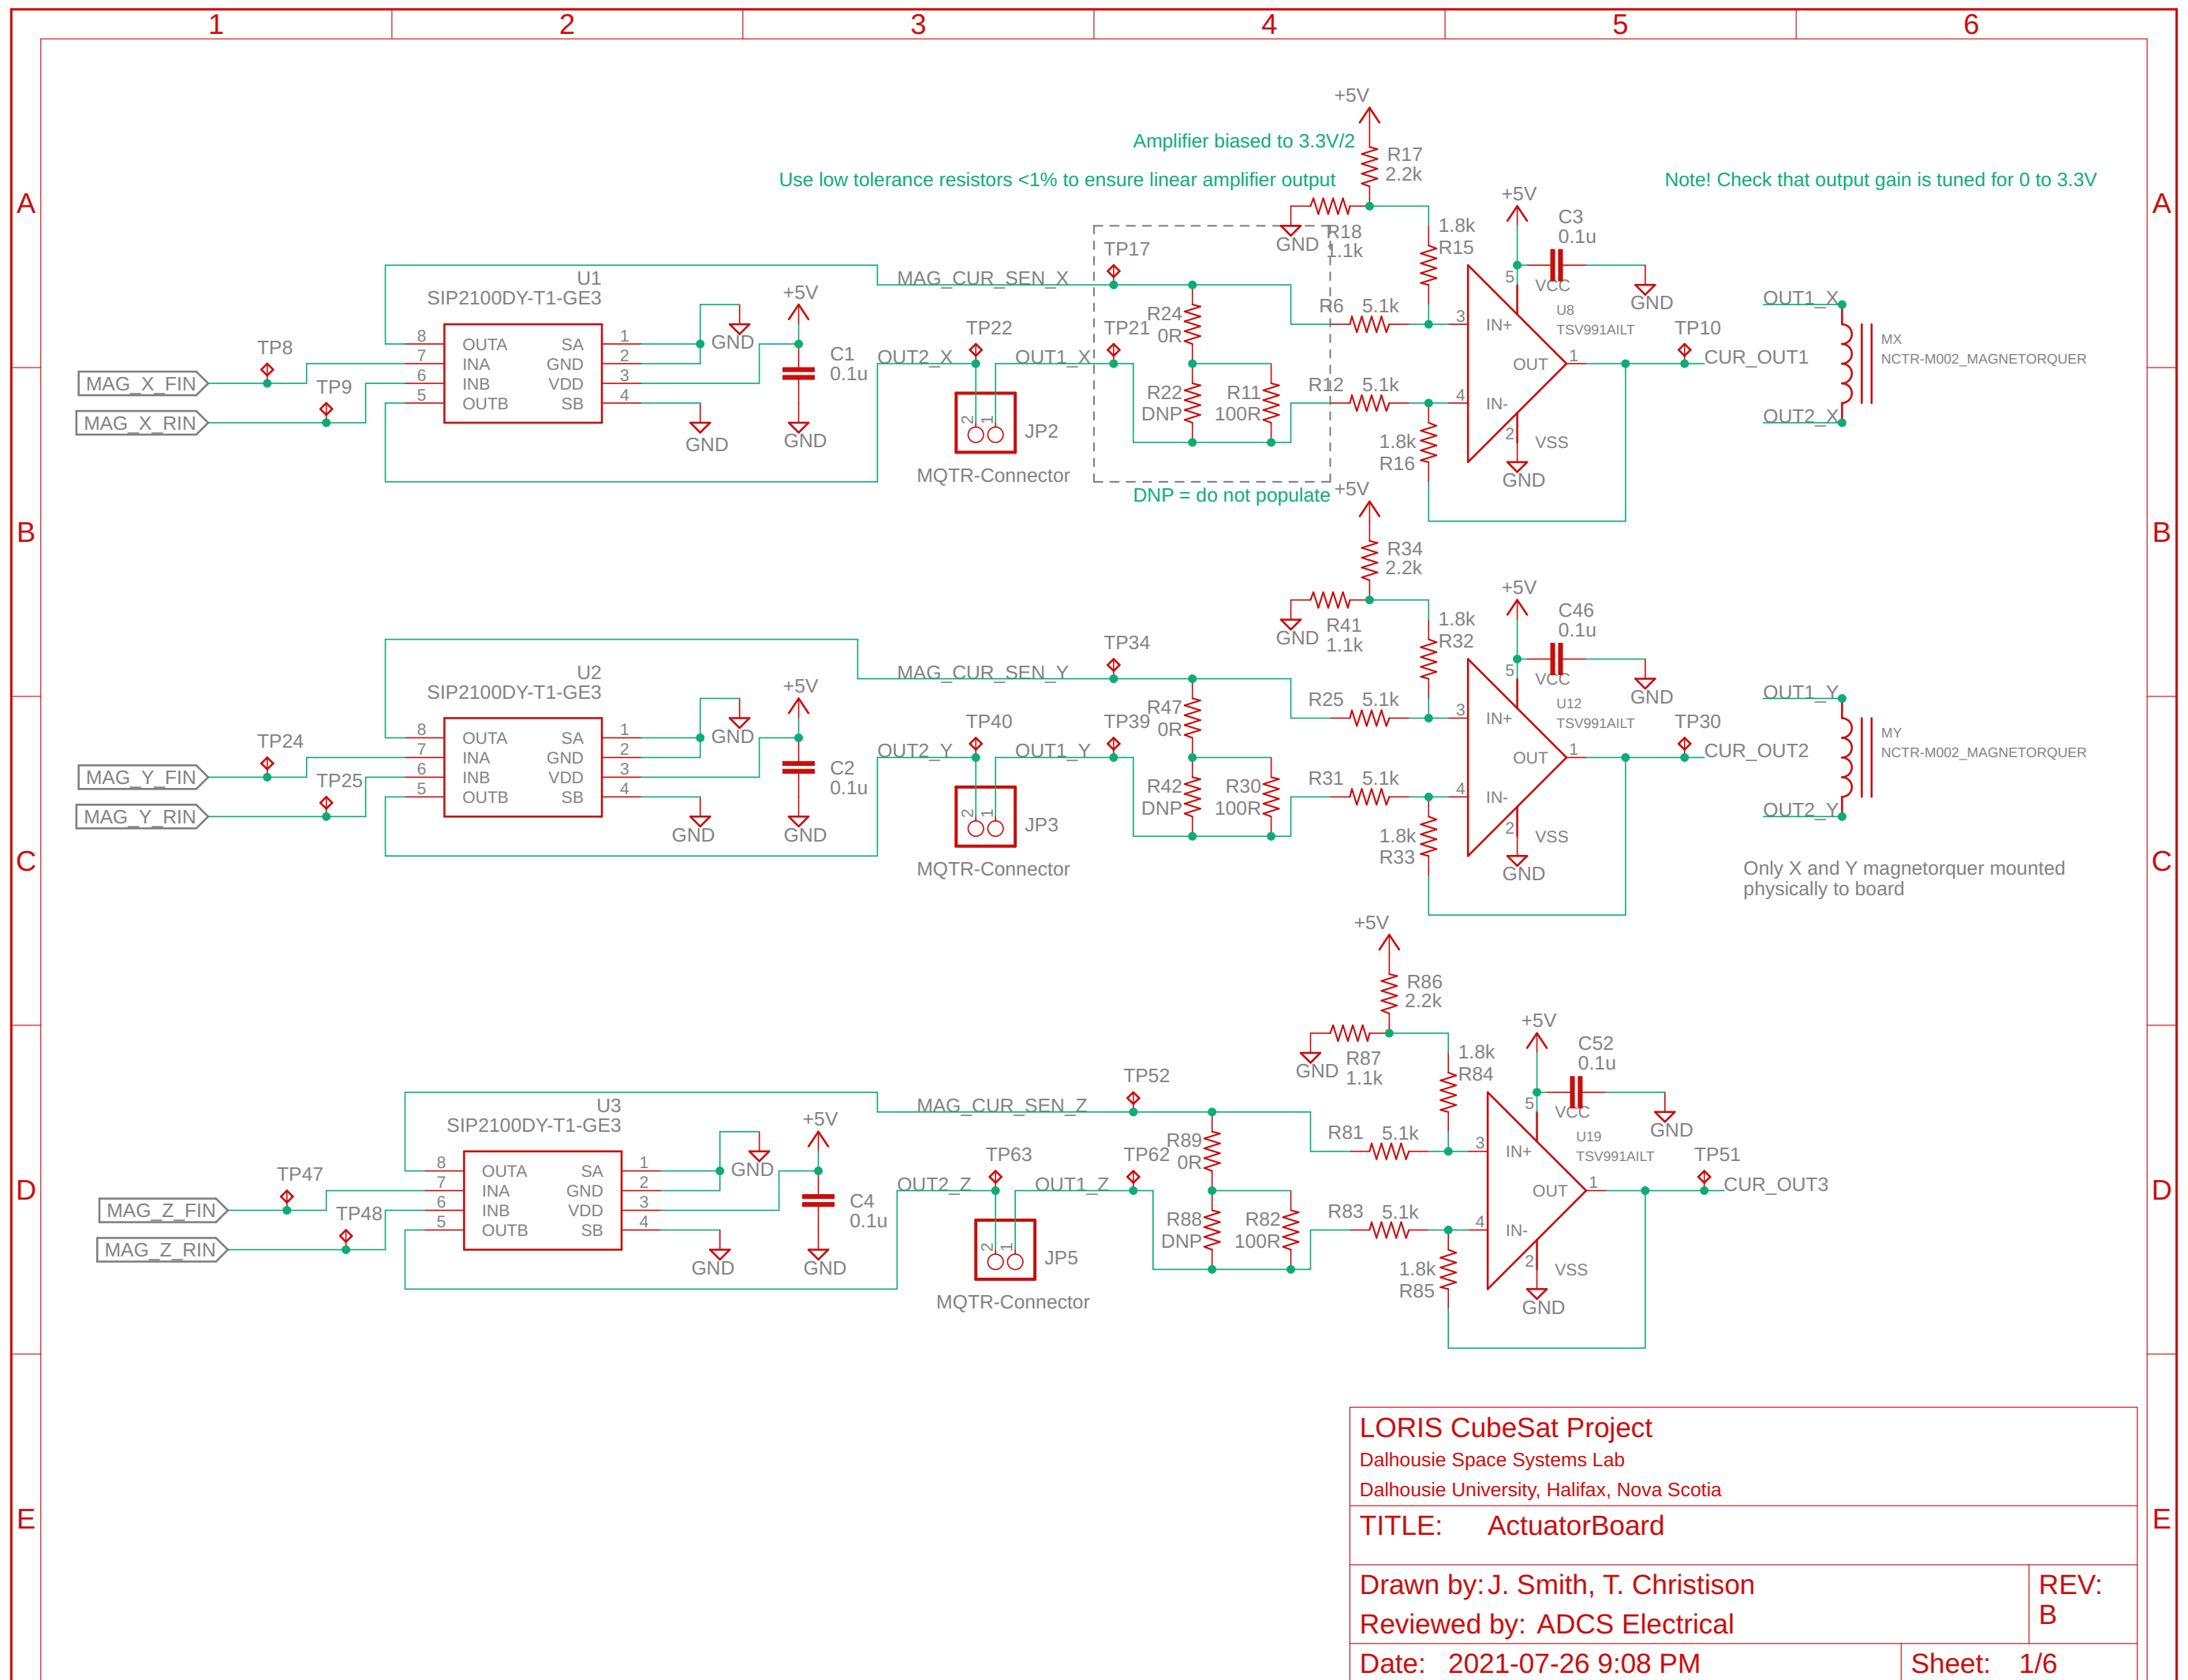 1 2 3 4 5 6
A
A
B
B
C
C
D
D
E
E
+5V
Amplifier biased to 3.3V/2
R17
2.2k
Use low tolerance resistors <1% to ensure linear amplifier output
Note! Check that output gain is tuned for 0 to 3.3V
GND
R18
1.1k
1.8k
R15
+5V
C3
0.1u
GND
U1
SIP2100DY-T1-GE3
8 OUTA SA 1
7 INA GND 2
6 INB VDD 3
5 OUTB SB 4
MAG_X_FIN
MAG_X_RIN
TP8
TP9
GND
GND
+5V
C1
0.1u
GND
MAG_CUR_SEN_X
TP17
TP22
TP21
OUT2_X
OUT1_X
2 1
JP2
MQTR-Connector
R24
0R
R22
DNP
R11
100R
DNP = do not populate
R6 5.1k
R12 5.1k
1.8k
R16
3 IN+
4 IN-
5 VCC
2 VSS
OUT 1
U8
TSV991AILT
GND
TP10
CUR_OUT1
OUT1_X
OUT2_X
MX
NCTR-M002_MAGNETORQUER
+5V
R34
2.2k
GND
R41
1.1k
1.8k
R32
+5V
C46
0.1u
GND
U2
SIP2100DY-T1-GE3
8 OUTA SA 1
7 INA GND 2
6 INB VDD 3
5 OUTB SB 4
MAG_Y_FIN
MAG_Y_RIN
TP24
TP25
GND
GND
+5V
C2
0.1u
GND
MAG_CUR_SEN_Y
TP34
TP40
TP39
OUT2_Y
OUT1_Y
2 1
JP3
MQTR-Connector
R47
0R
R42
DNP
R30
100R
R25 5.1k
R31 5.1k
1.8k
R33
3 IN+
4 IN-
5 VCC
2 VSS
OUT 1
U12
TSV991AILT
GND
TP30
CUR_OUT2
OUT1_Y
OUT2_Y
MY
NCTR-M002_MAGNETORQUER
Only X and Y magnetorquer mounted
physically to board
+5V
R86
2.2k
GND
R87
1.1k
1.8k
R84
+5V
C52
0.1u
GND
U3
SIP2100DY-T1-GE3
8 OUTA SA 1
7 INA GND 2
6 INB VDD 3
5 OUTB SB 4
MAG_Z_FIN
MAG_Z_RIN
TP47
TP48
GND
GND
+5V
C4
0.1u
GND
MAG_CUR_SEN_Z
TP52
TP63
TP62
OUT2_Z
OUT1_Z
2 1
JP5
MQTR-Connector
R89
0R
R88
DNP
R82
100R
R81 5.1k
R83 5.1k
1.8k
R85
3 IN+
4 IN-
5 VCC
2 VSS
OUT 1
U19
TSV991AILT
GND
TP51
CUR_OUT3
LORIS CubeSat Project
Dalhousie Space Systems Lab
Dalhousie University, Halifax, Nova Scotia
TITLE: ActuatorBoard
Drawn by: J. Smith, T. Christison
Reviewed by: ADCS Electrical
REV:
B
Date: 2021-07-26 9:08 PM
Sheet: 1/6